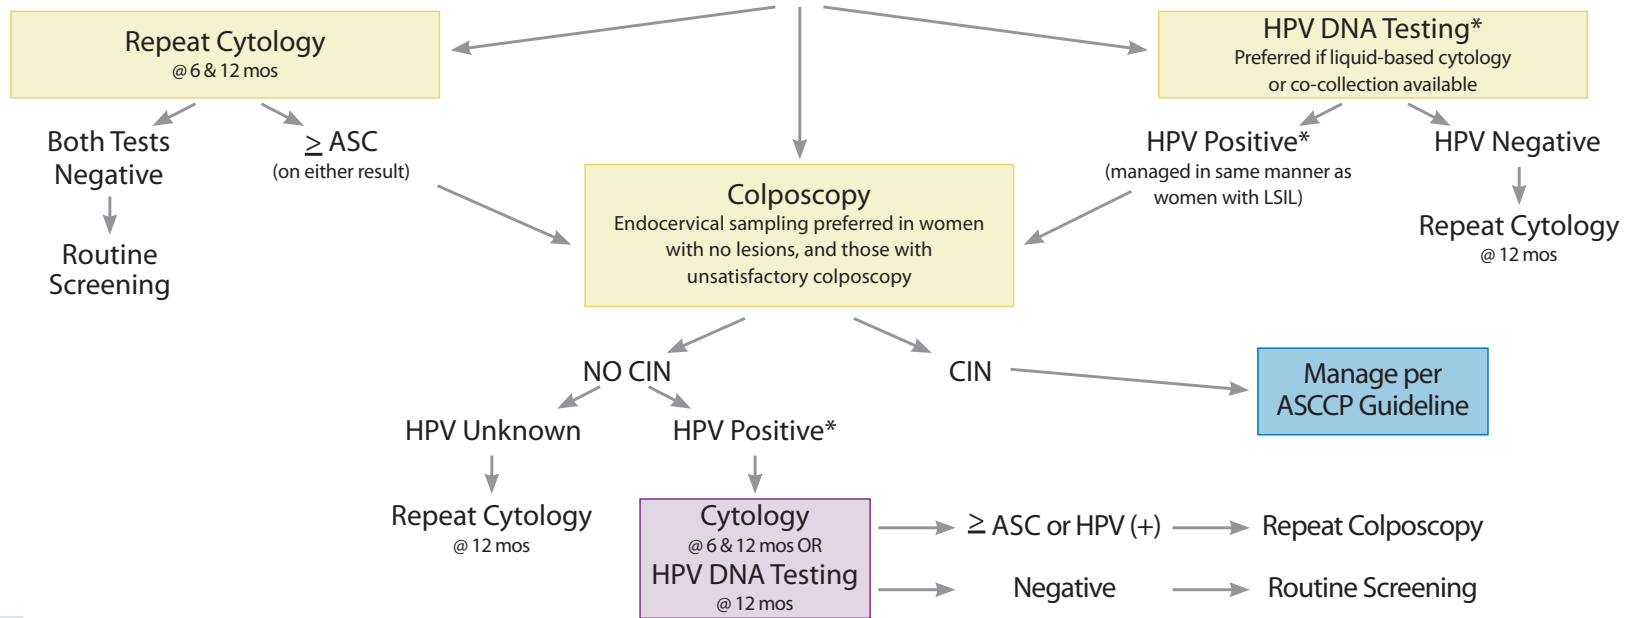 Repeat Cytology
@ 6 & 12 mos
HPV DNA Testing*
Preferred if liquid-based cytology
or co-collection available
Both Tests
Negative
≥ ASC
(on either result)
HPV Positive*
(managed in same manner as
women with LSIL)
HPV Negative
Routine
Screening
Colposcopy
Endocervical sampling preferred in women
with no lesions, and those with
unsatisfactory colposcopy
Repeat Cytology
@ 12 mos
NO CIN
CIN
Manage per
ASCCP Guideline
HPV Unknown
HPV Positive*
Repeat Cytology
@ 12 mos
Cytology
@ 6 & 12 mos OR
HPV DNA Testing
@ 12 mos
≥ ASC or HPV (+)
Repeat Colposcopy
Negative
Routine Screening